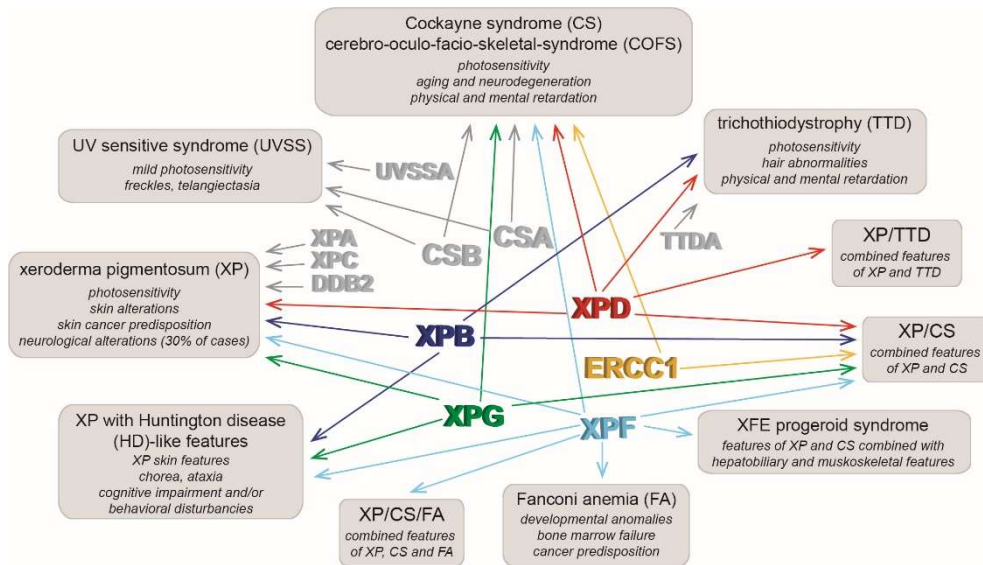 Cockayne syndrome (CS)
cerebro-oculo-facio-skeletal-syndrome (COFS)
photosensitivity
aging and neurodegeneration
physical and mental retardation
UV sensitive syndrome (UVSS)
mild photosensitivity
freckles, telangiectasia
trichothiodystrophy (TTD)
photosensitivity
hair abnormalities
physical and mental retardation
UVSSA
CSB
CSA
TTDA
XPA
XPC
DDB2
xeroderma pigmentosum (XP)
photosensitivity
skin alterations
skin cancer predisposition
neurological alterations (30% of cases)
XP/TTD
combined features
of XP and TTD
XPD
XPB
XP/CS
combined features
of XP and CS
ERCC1
XPG
XPF
XP with Huntington disease
(HD)-like features
XP skin features
chorea, ataxia
cognitive impairment and/or
behavioral disturbancies
XFE progeroid syndrome
features of XP and CS combined with
hepatobiliary and muskoskeletal features
XP/CS/FA
combined features
of XP, CS and FA
Fanconi anemia (FA)
developmental anomalies
bone marrow failure
cancer predisposition